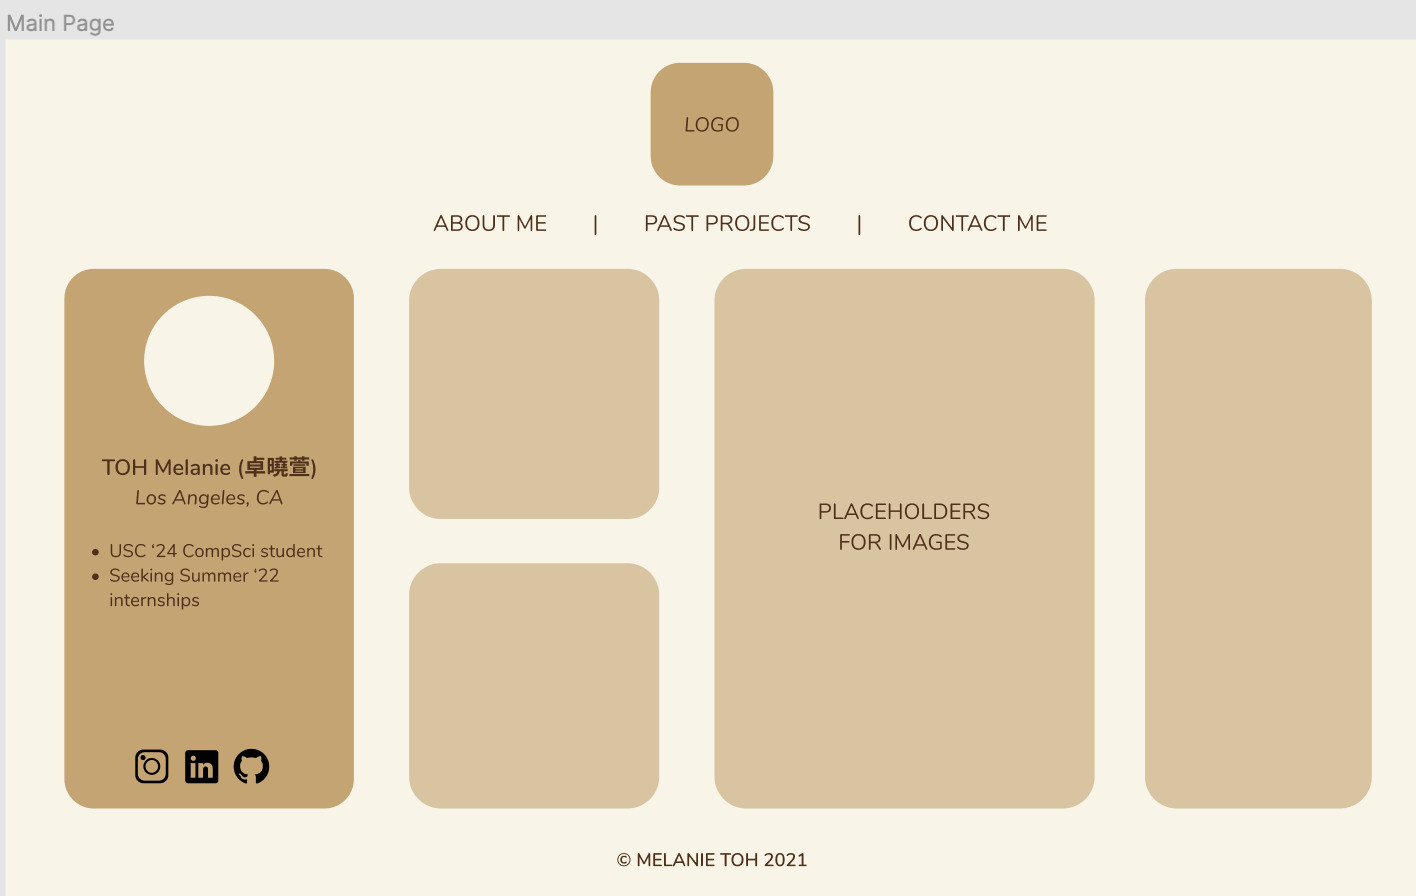 Main Page
LOGO
ABOUT ME | PAST PROJECTS | CONTACT ME
TOH Melanie (卓曉萱)
Los Angeles, CA
• USC ‘24 CompSci student
• Seeking Summer ‘22
internships
in
PLACEHOLDERS
FOR IMAGES
© MELANIE TOH 2021